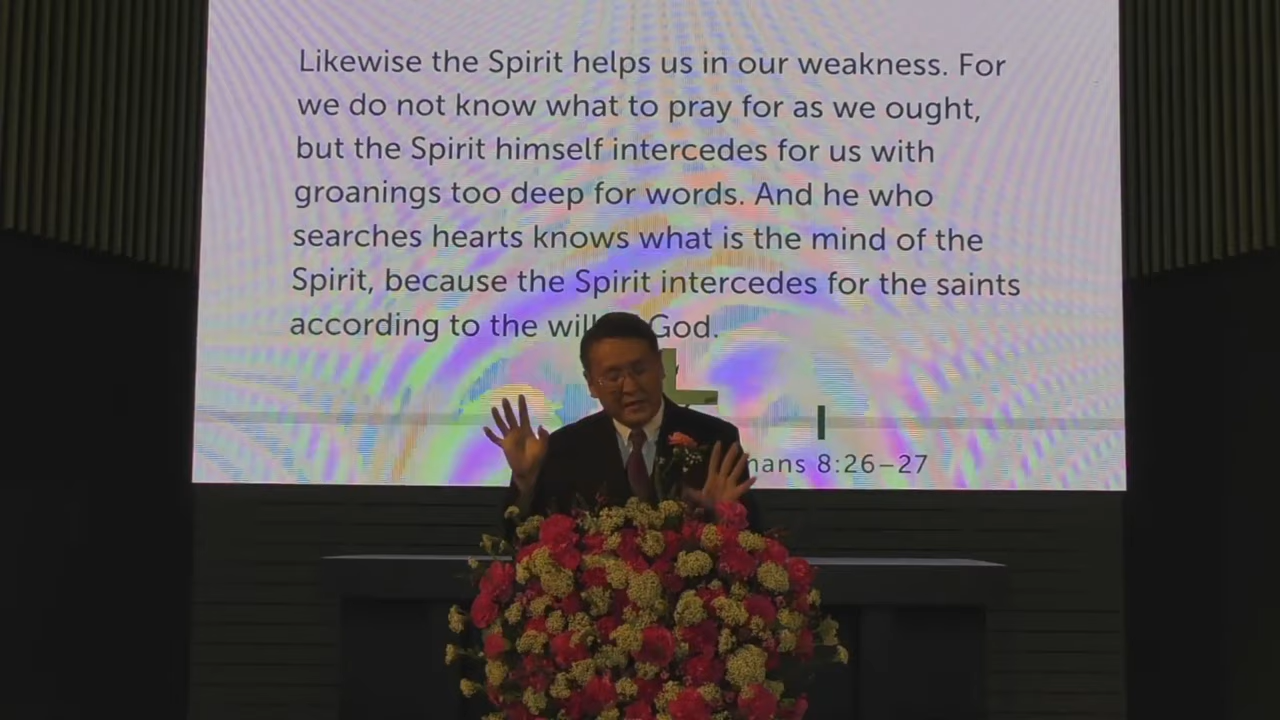 Likewise the Spirit helps us in our weakness. For
we do not know what to pray for as we ought,
but the Spirit himself intercedes for us with
groanings too deep for words. And he who
searches hearts knows what is the mind of the
Spirit, because the Spirit intercedes for the saints
according to the will God.
8:26–27